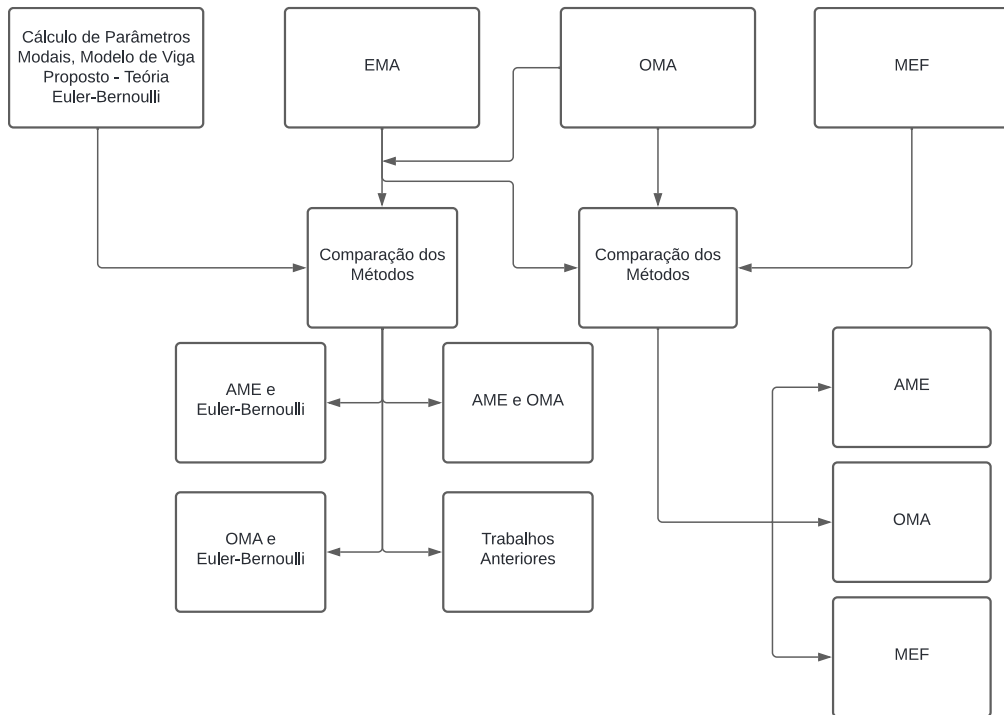 Cálculo de Parâmetros
Modais, Modelo de Viga
Proposto - Teória
Euler-Bernoulli
EMA
OMA
MEF
Comparação dos
Métodos
Comparação dos
Métodos
AME e
Euler-Bernoulli
AME e OMA
AME
OMA e
Euler-Bernoulli
Trabalhos
Anteriores
OMA
MEF